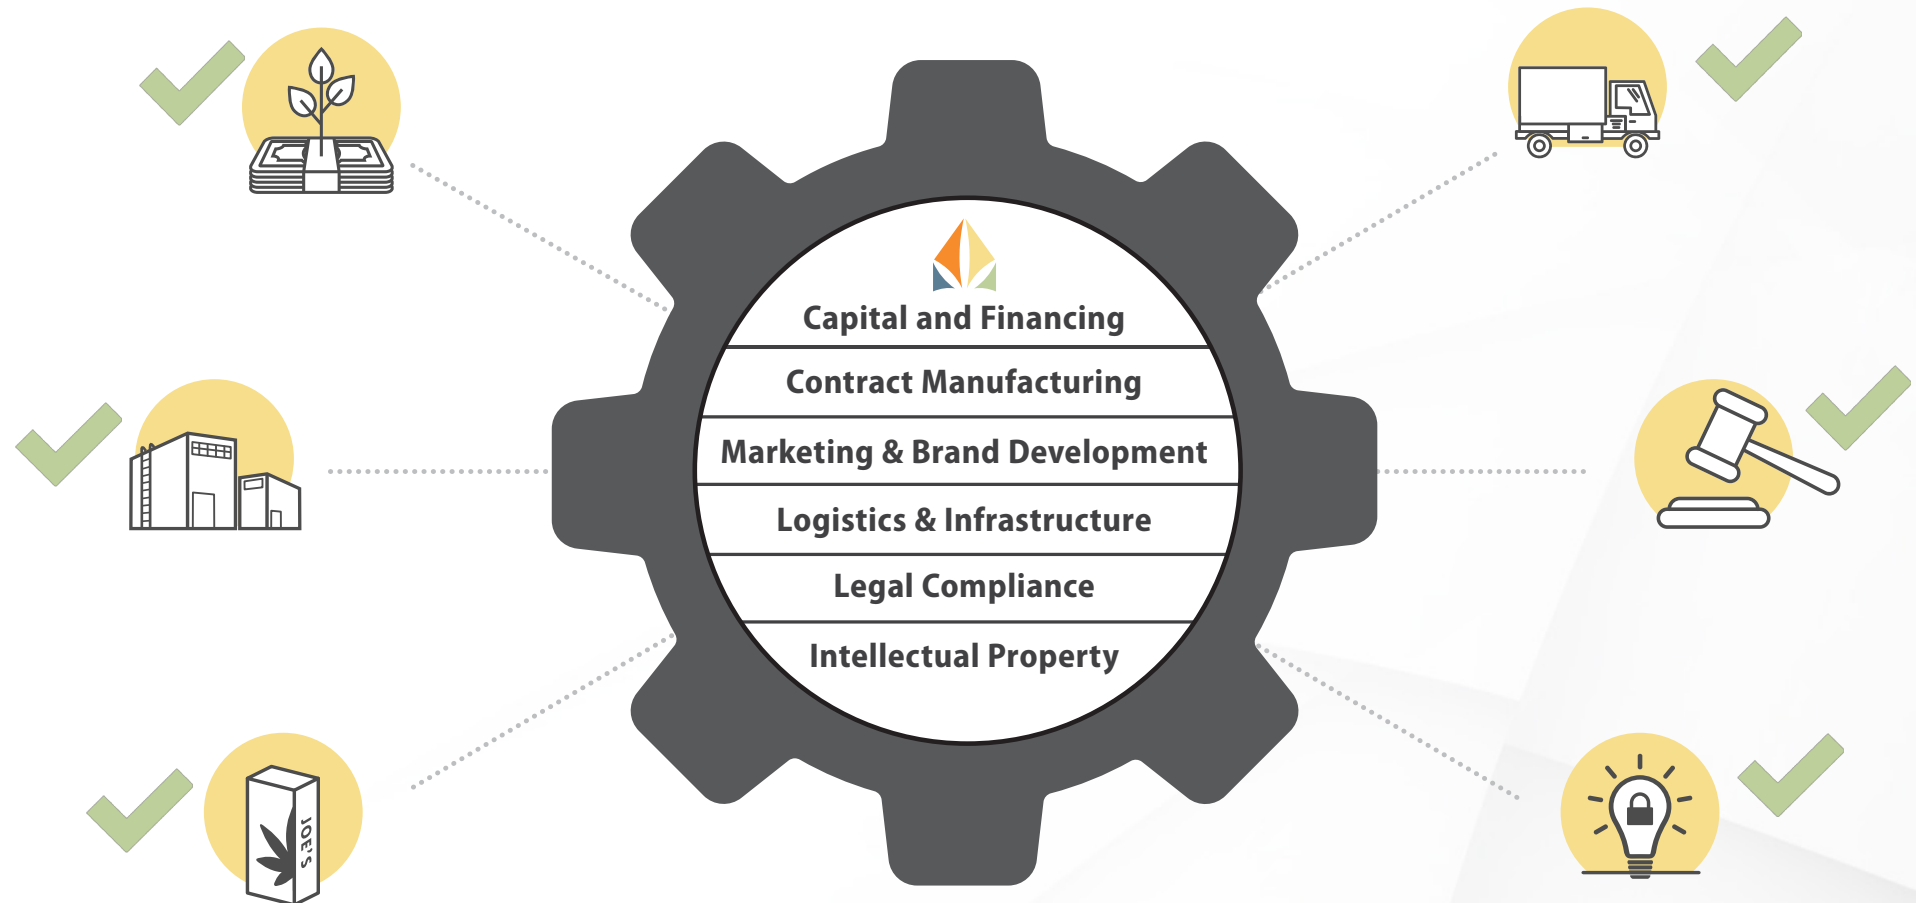 Capital and Financing
Contract Manufacturing
Marketing & Brand Development
Logistics & Infrastructure
Legal Compliance
Intellectual Property
JOE'S